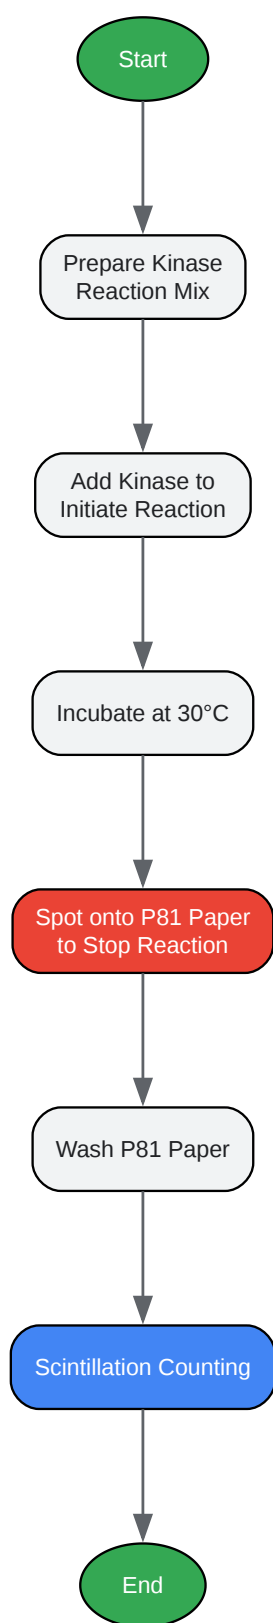 Start
Prepare Kinase
Reaction Mix
Add Kinase to
Initiate Reaction
Incubate at 30°C
Spot onto P81 Paper
to Stop Reaction
Wash P81 Paper
Scintillation Counting
End